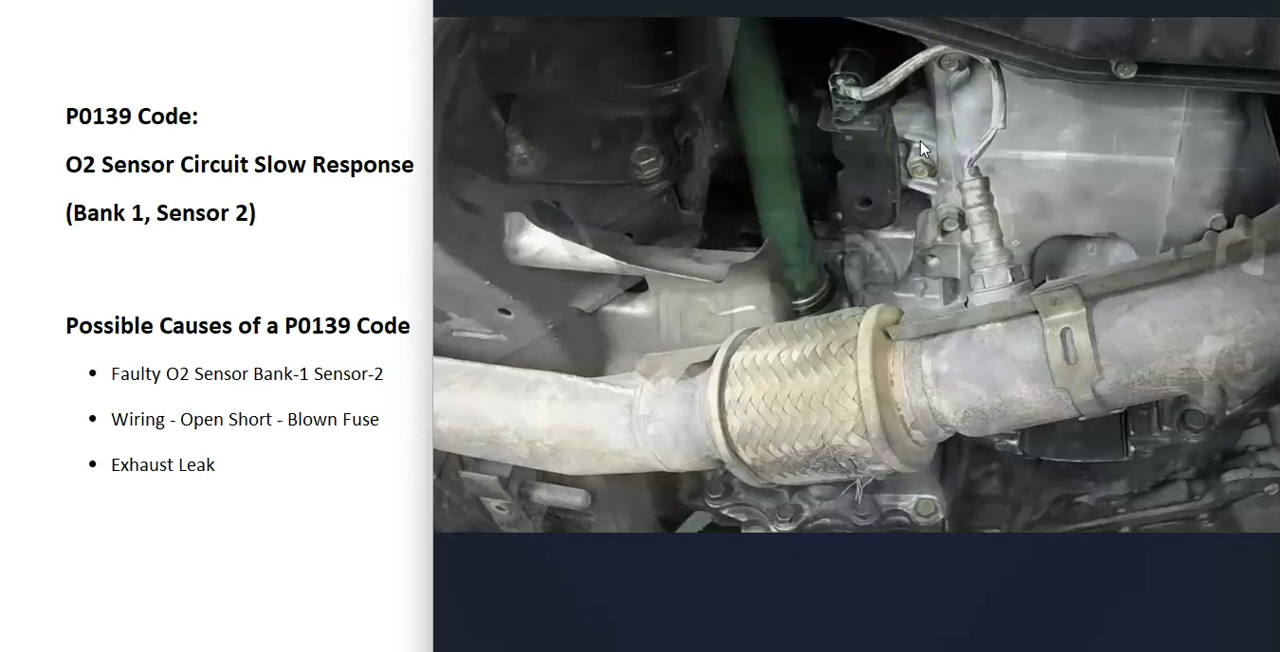 P0139 Code:
O2 Sensor Circuit Slow Response
(Bank 1, Sensor 2)
Possible Causes of a P0139 Code
• Faulty O2 Sensor Bank-1 Sensor-2
• Wiring - Open Short - Blown Fuse
• Exhaust Leak